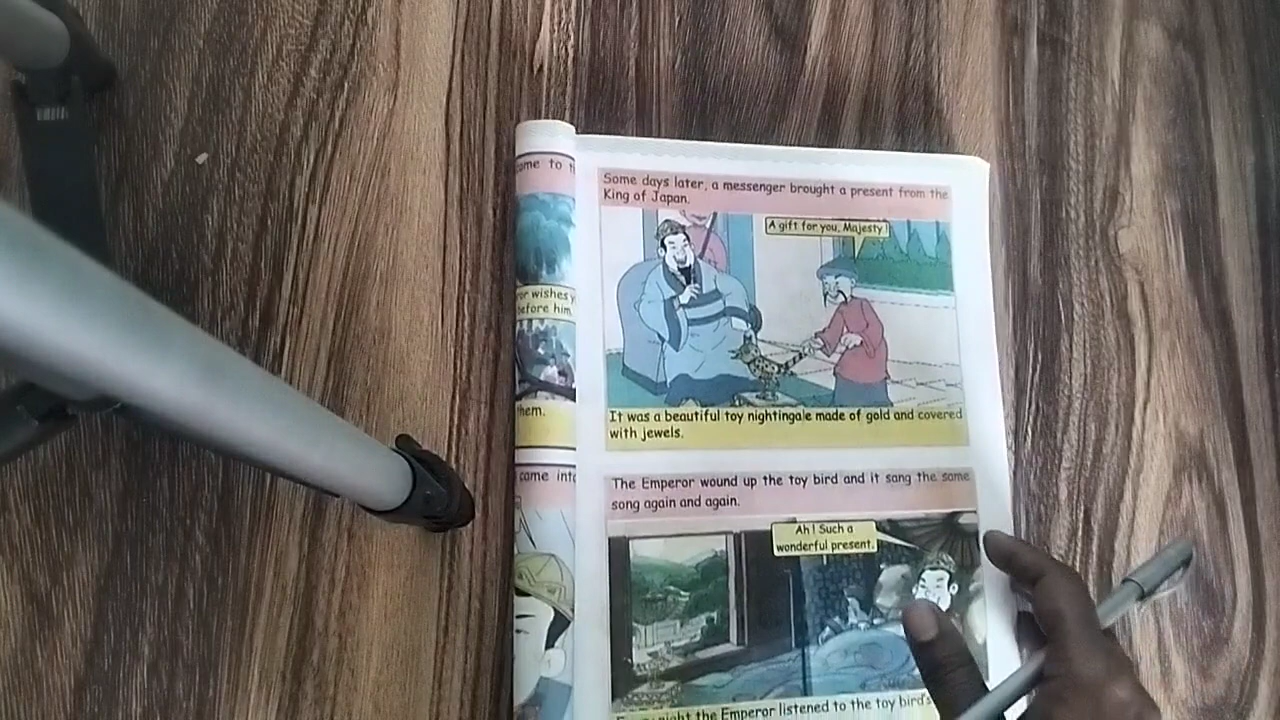 come to
or wishes
before him.
them.
came into
Some days later, a messenger brought a present from the
King of Japan.
A gift for you, Majesty!
It was a beautiful toy nightingale made of gold and covered
with jewels.
The Emperor wound up the toy bird and it sang the same
song again and again.
Ah! Such a
wonderful present.
night the Emperor listened to the toy bird's